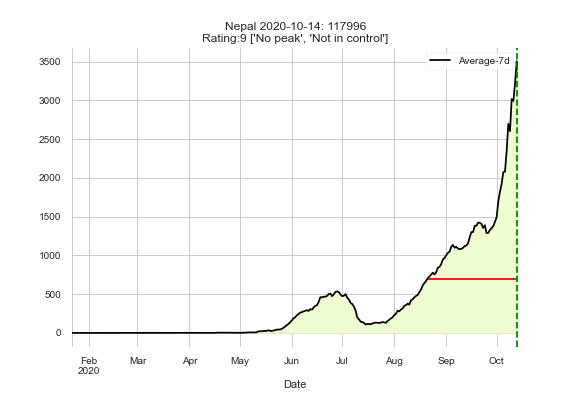 Nepal 2020-10-14: 117996
Rating:9 ['No peak', 'Not in control']
Average-7d
3500
3000
2500
2000
1500
1000
500
0
Feb
2020
Mar
Apr
May
Jun
Jul
Aug
Sep
Oct
Date